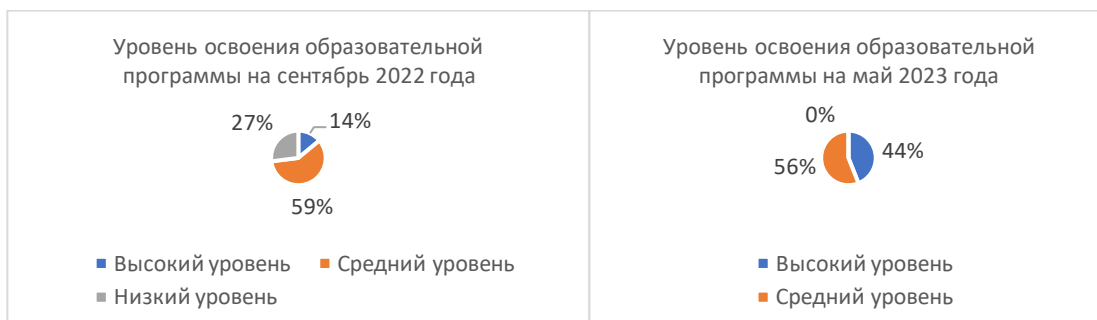 Уровень освоения образовательной
программы на сентябрь 2022 года
27%
14%
59%
Высокий уровень
Средний уровень
Низкий уровень
Уровень освоения образовательной
программы на май 2023 года
0%
44%
56%
Высокий уровень
Средний уровень